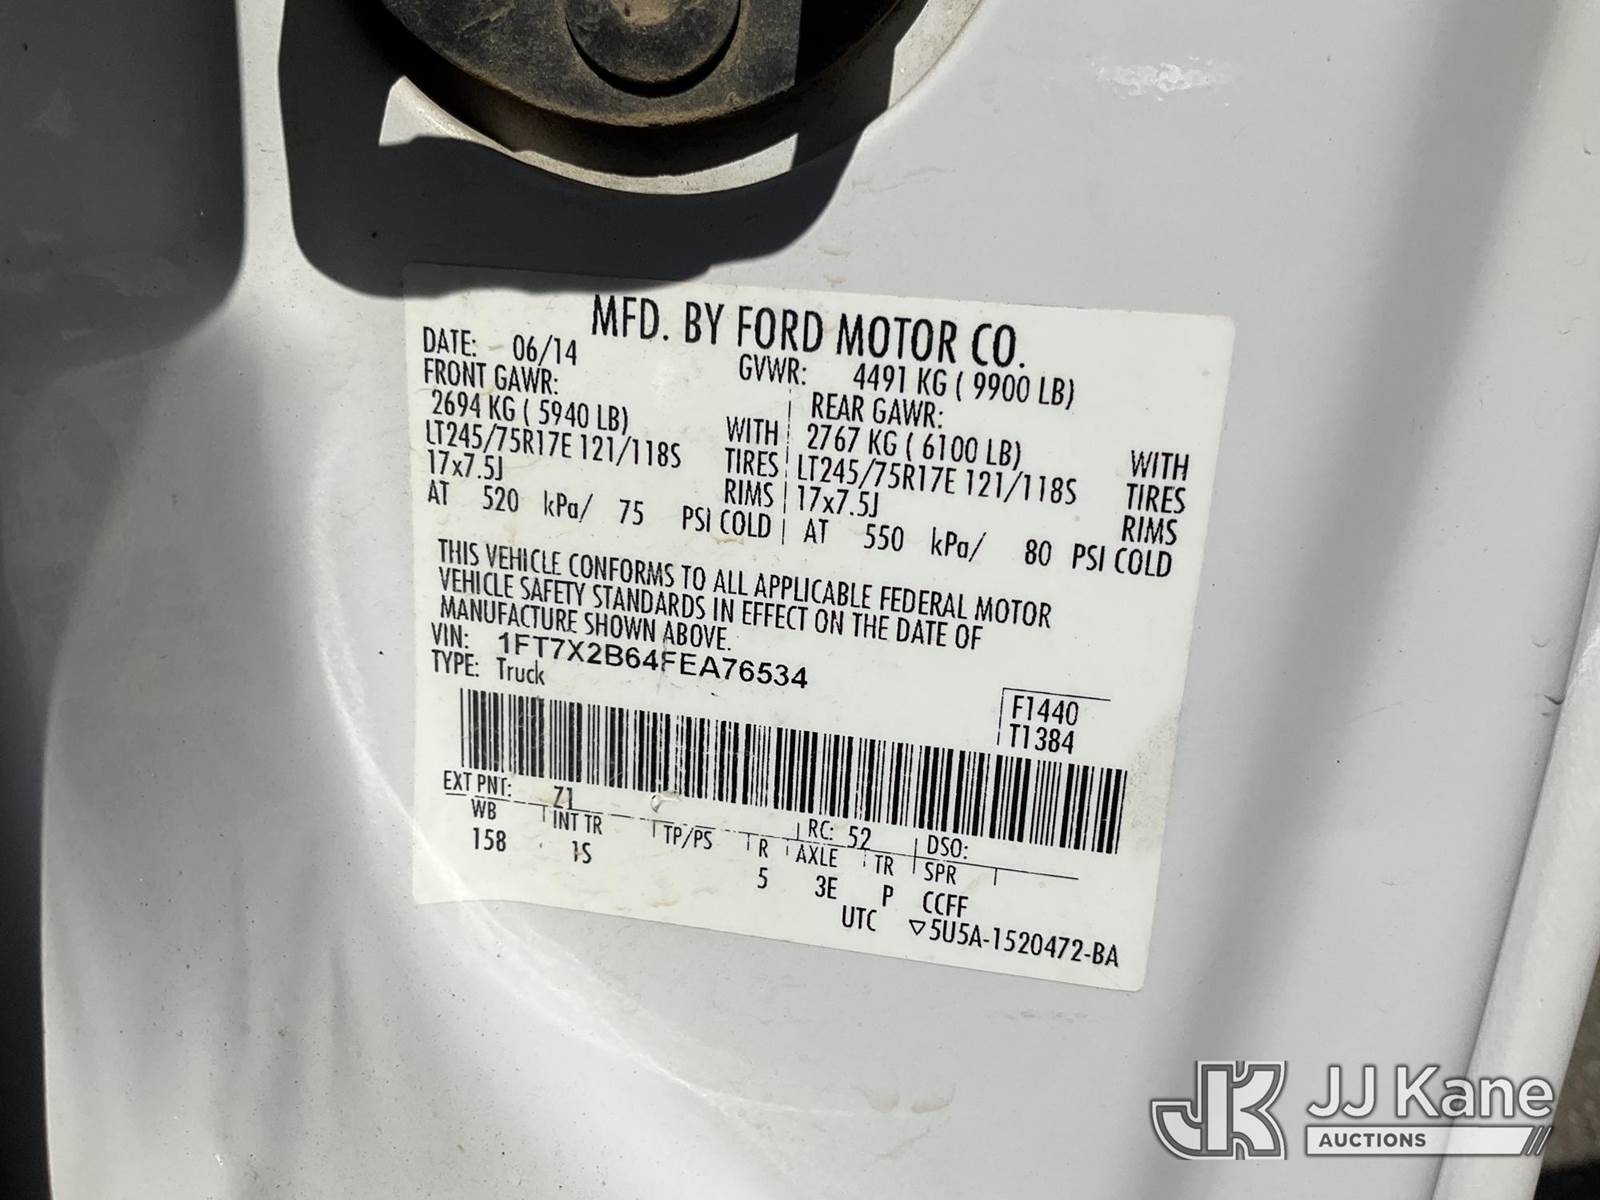 MFD. BY FORD MOTOR CO.
DATE: 06/14 GVWR: 4491 KG ( 9900 LB)
FRONT GAWR: REAR GAWR:
2694 KG ( 5940 LB) WITH 2767 KG ( 6100 LB) WITH
LT245/75R17E 121/118S TIRES LT245/75R17E 121/118S TIRES
17x7.5J RIMS 17x7.5J RIMS
AT 520 kPa/ 75 PSI COLD AT 550 kPa/ 80 PSI COLD
THIS VEHICLE CONFORMS TO ALL APPLICABLE FEDERAL MOTOR
VEHICLE SAFETY STANDARDS IN EFFECT ON THE DATE OF
MANUFACTURE SHOWN ABOVE.
VIN: 1FT7X2B64FEA76534
TYPE: Truck
F1440
T1384
EXT PNT: Z1 RC: 52 DSO:
WB INT TR TP/PS R AXLE TR SPR
158 1S 5 3E P CCFF
UTC ▽5U5A-1520472-BA
JJ Kane
AUCTIONS